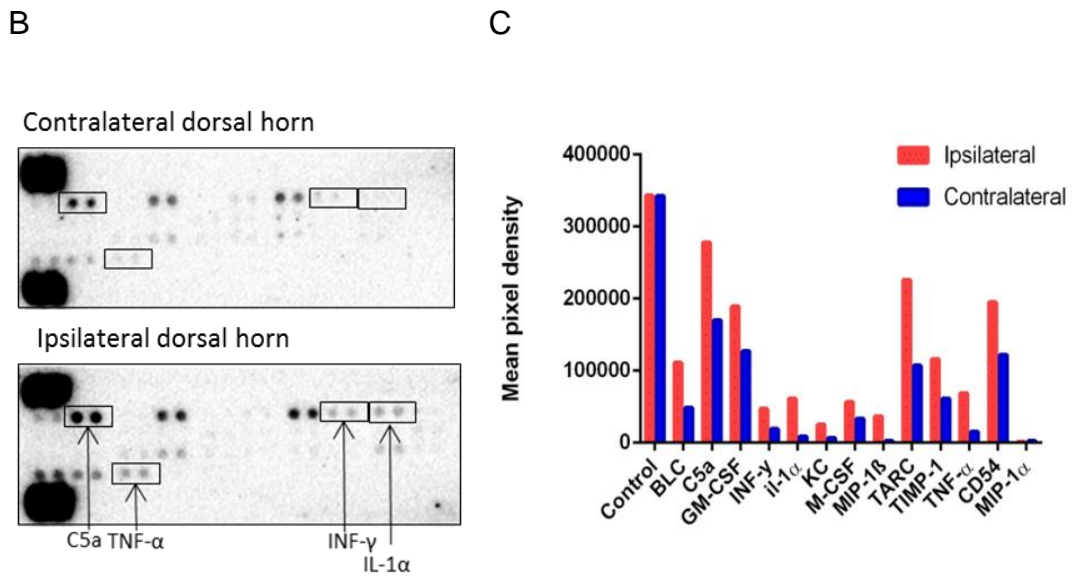 B
C
Contralateral dorsal horn
Ipsilateral dorsal horn
C5a TNF-α INF-γ
IL-1α
Ipsilateral
Contralateral
Mean pixel density
400000
300000
200000
100000
0
Control
BLC
C5a
GM-CSF
INF-γ
il-1α
KC
M-CSF
MIP-1ß
TARC
TIMP-1
TNF-α
CD54
MIP-1α